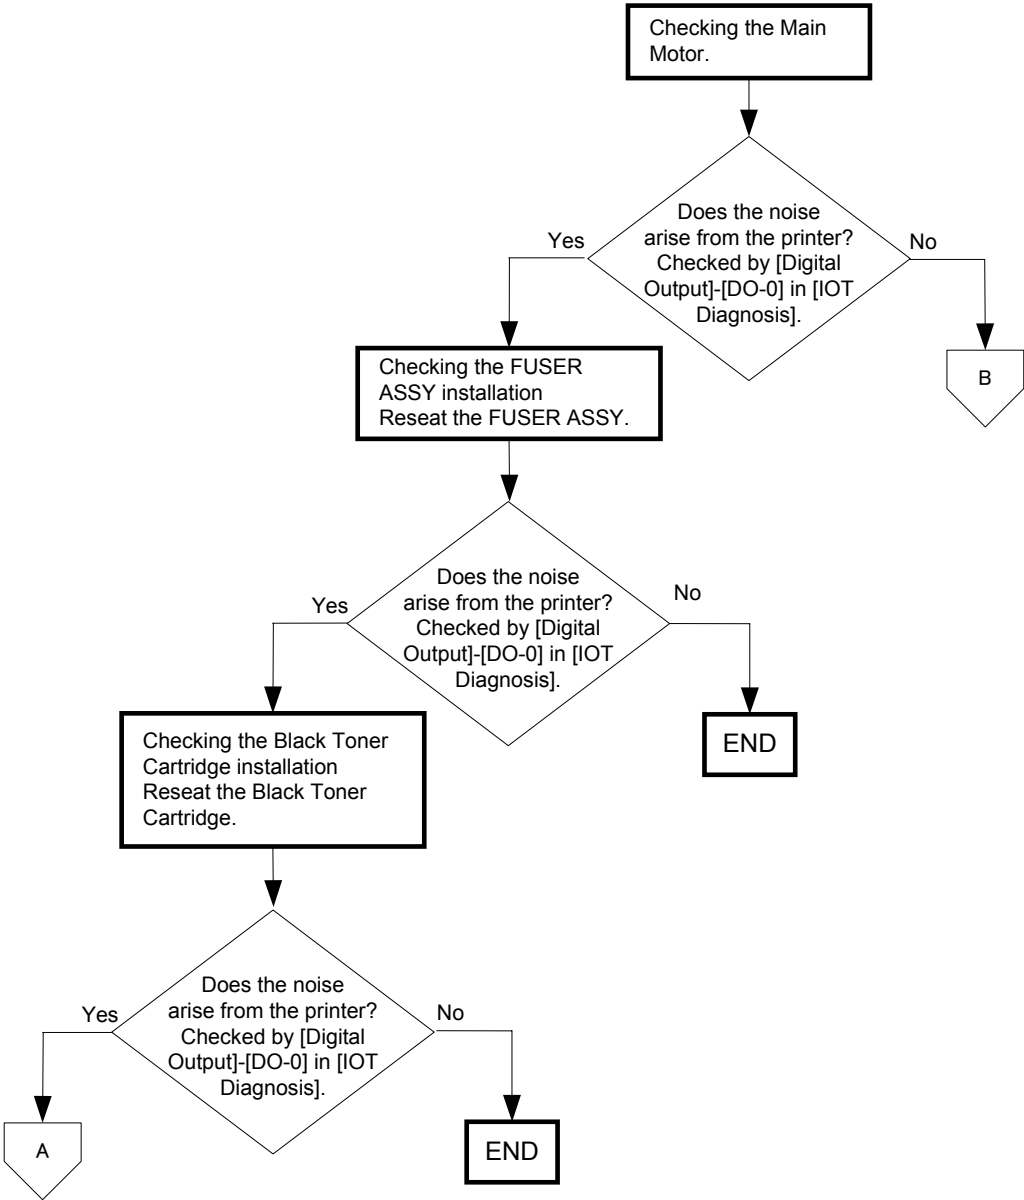 Checking the Main
Motor.
Does the noise
arise from the printer?
Checked by [Digital
Output]-[DO-0] in [IOT
Diagnosis].
Yes
No
B
Checking the FUSER
ASSY installation
Reseat the FUSER ASSY.
Does the noise
arise from the printer?
Checked by [Digital
Output]-[DO-0] in [IOT
Diagnosis].
Yes
No
END
Checking the Black Toner
Cartridge installation
Reseat the Black Toner
Cartridge.
Does the noise
arise from the printer?
Checked by [Digital
Output]-[DO-0] in [IOT
Diagnosis].
Yes
No
A
END